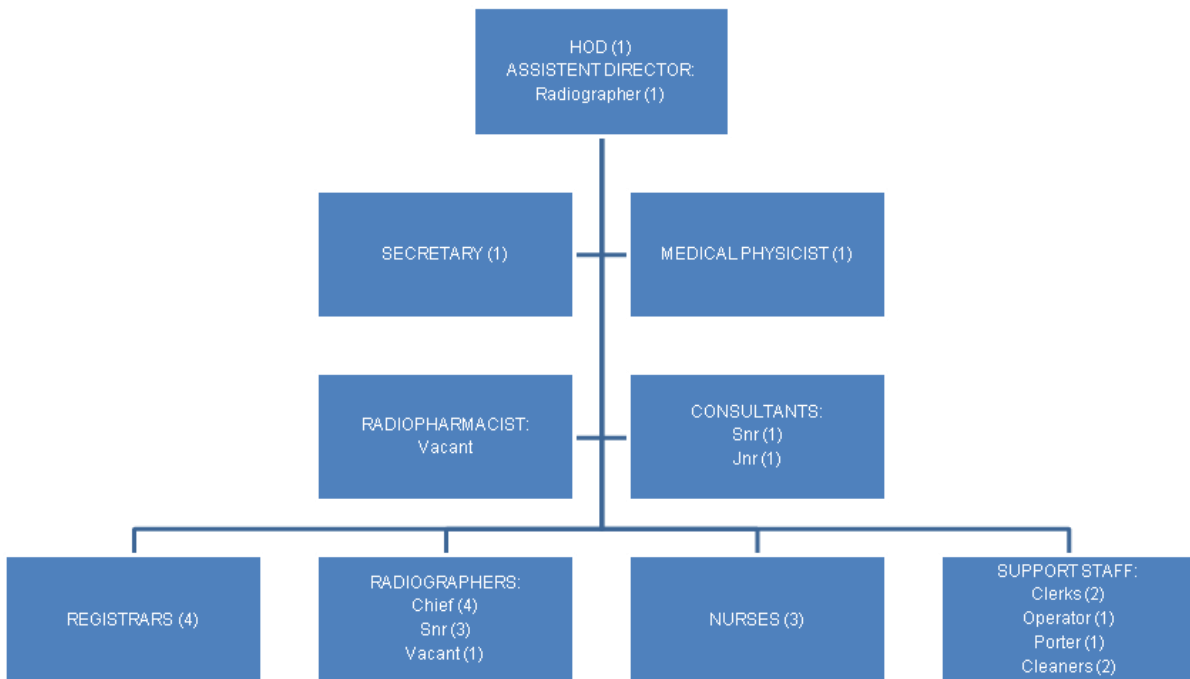 HOD (1)
ASSISTENT DIRECTOR:
Radiographer (1)
SECRETARY (1)
MEDICAL PHYSICIST (1)
RADIOPHARMACIST:
Vacant
CONSULTANTS:
Snr (1)
Jnr (1)
REGISTRARS (4)
RADIOGRAPHERS:
Chief (4)
Snr (3)
Vacant (1)
NURSES (3)
SUPPORT STAFF:
Clerks (2)
Operator (1)
Porter (1)
Cleaners (2)